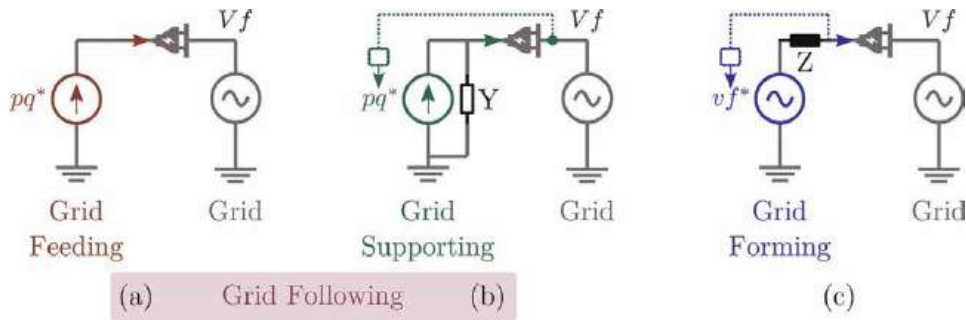 Vf
Vf
Vf
pq*
pq*
Y
Z
vf*
Grid
Feeding
Grid
Grid
Supporting
Grid
Grid
Forming
Grid
(a)
Grid Following
(b)
(c)